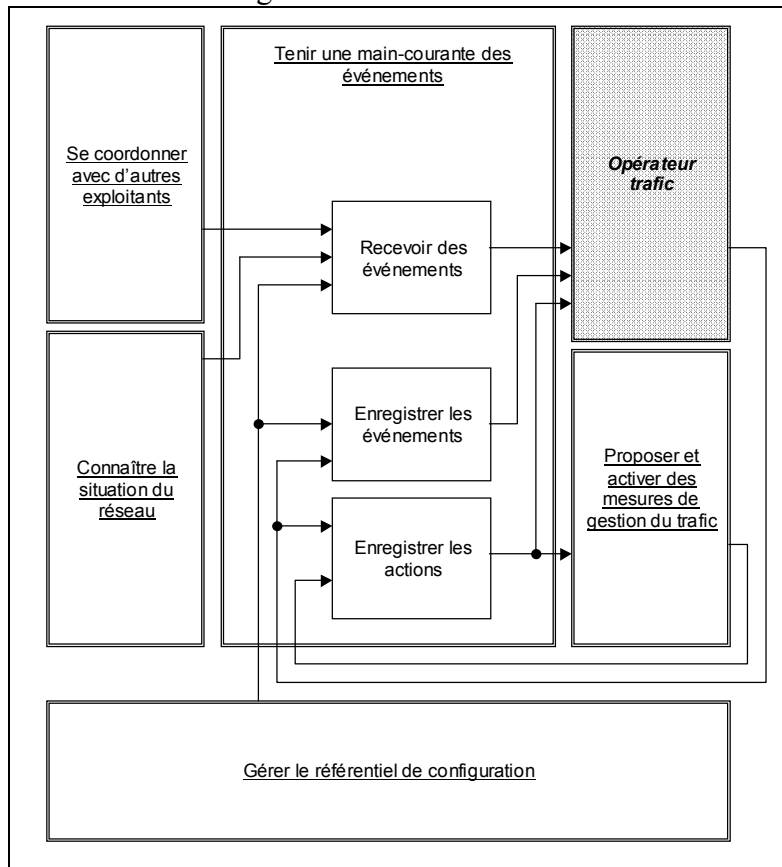 Tenir une main-courante des
événements
Se coordonner
avec d'autres
exploitants
Opérateur
trafic
Recevoir des
événements
Connaître la
situation du
réseau
Enregistrer les
événements
Proposer et
activer des
mesures de
gestion du trafic
Enregistrer les
actions
Gérer le référentiel de configuration